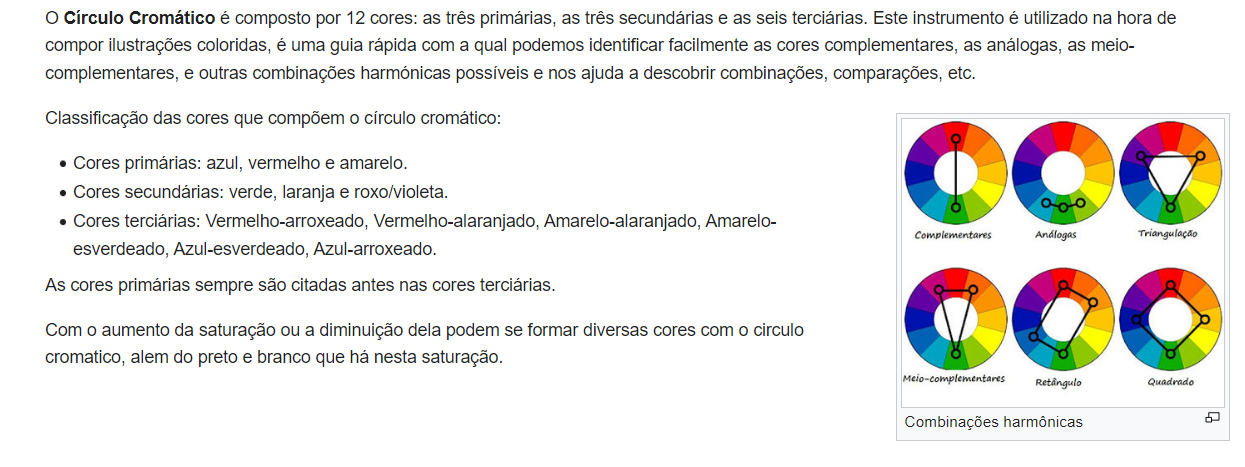 O Círculo Cromático é composto por 12 cores: as três primárias, as três secundárias e as seis terciárias. Este instrumento é utilizado na hora de
compor ilustrações coloridas, é uma guia rápida com a qual podemos identificar facilmente as cores complementares, as análogas, as meio-
complementares, e outras combinações harmónicas possíveis e nos ajuda a descobrir combinações, comparações, etc.
Classificação das cores que compõem o círculo cromático:
• Cores primárias: azul, vermelho e amarelo.
• Cores secundárias: verde, laranja e roxo/violeta.
• Cores terciárias: Vermelho-arroxeado, Vermelho-alaranjado, Amarelo-alaranjado, Amarelo-
esverdeado, Azul-esverdeado, Azul-arroxeado.
As cores primárias sempre são citadas antes nas cores terciárias.
Com o aumento da saturação ou a diminuição dela podem se formar diversas cores com o circulo
cromatico, alem do preto e branco que há nesta saturação.
Complementares Análogas Triangulação
Meio-complementares Retângulo Quadrado
Combinações harmônicas